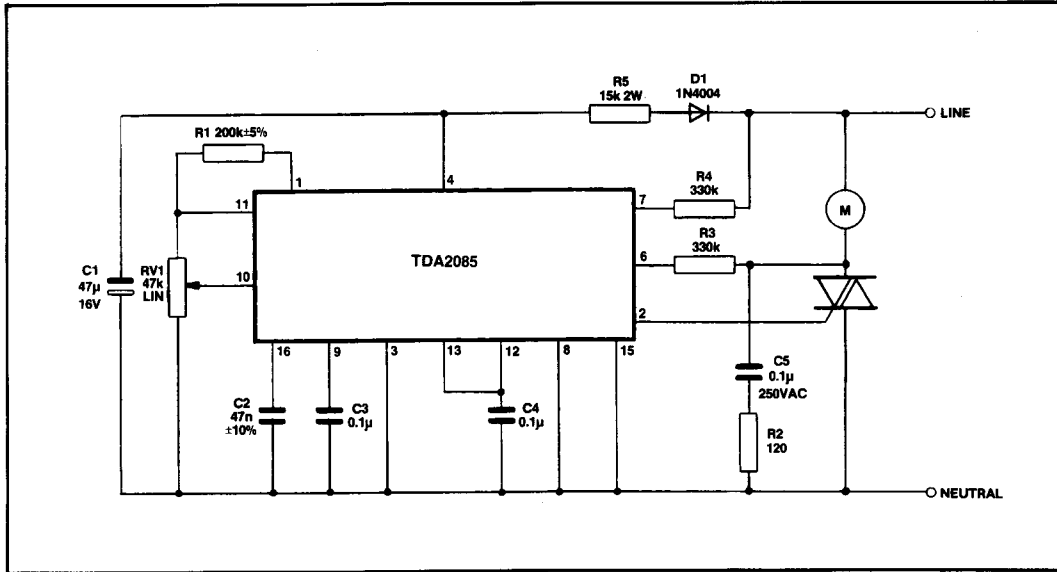 R5
15k 2W
D1
1N4004
LINE
R1 200k±5%
1
4
11
7
R4
330k
M
C1
47μ
16V
RV1
47k
LIN
10
TDA2085
6
R3
330k
2
16
9
3
13
12
8
15
C2
47n
±10%
C3
0.1μ
C4
0.1μ
C5
0.1μ
250VAC
R2
120
NEUTRAL